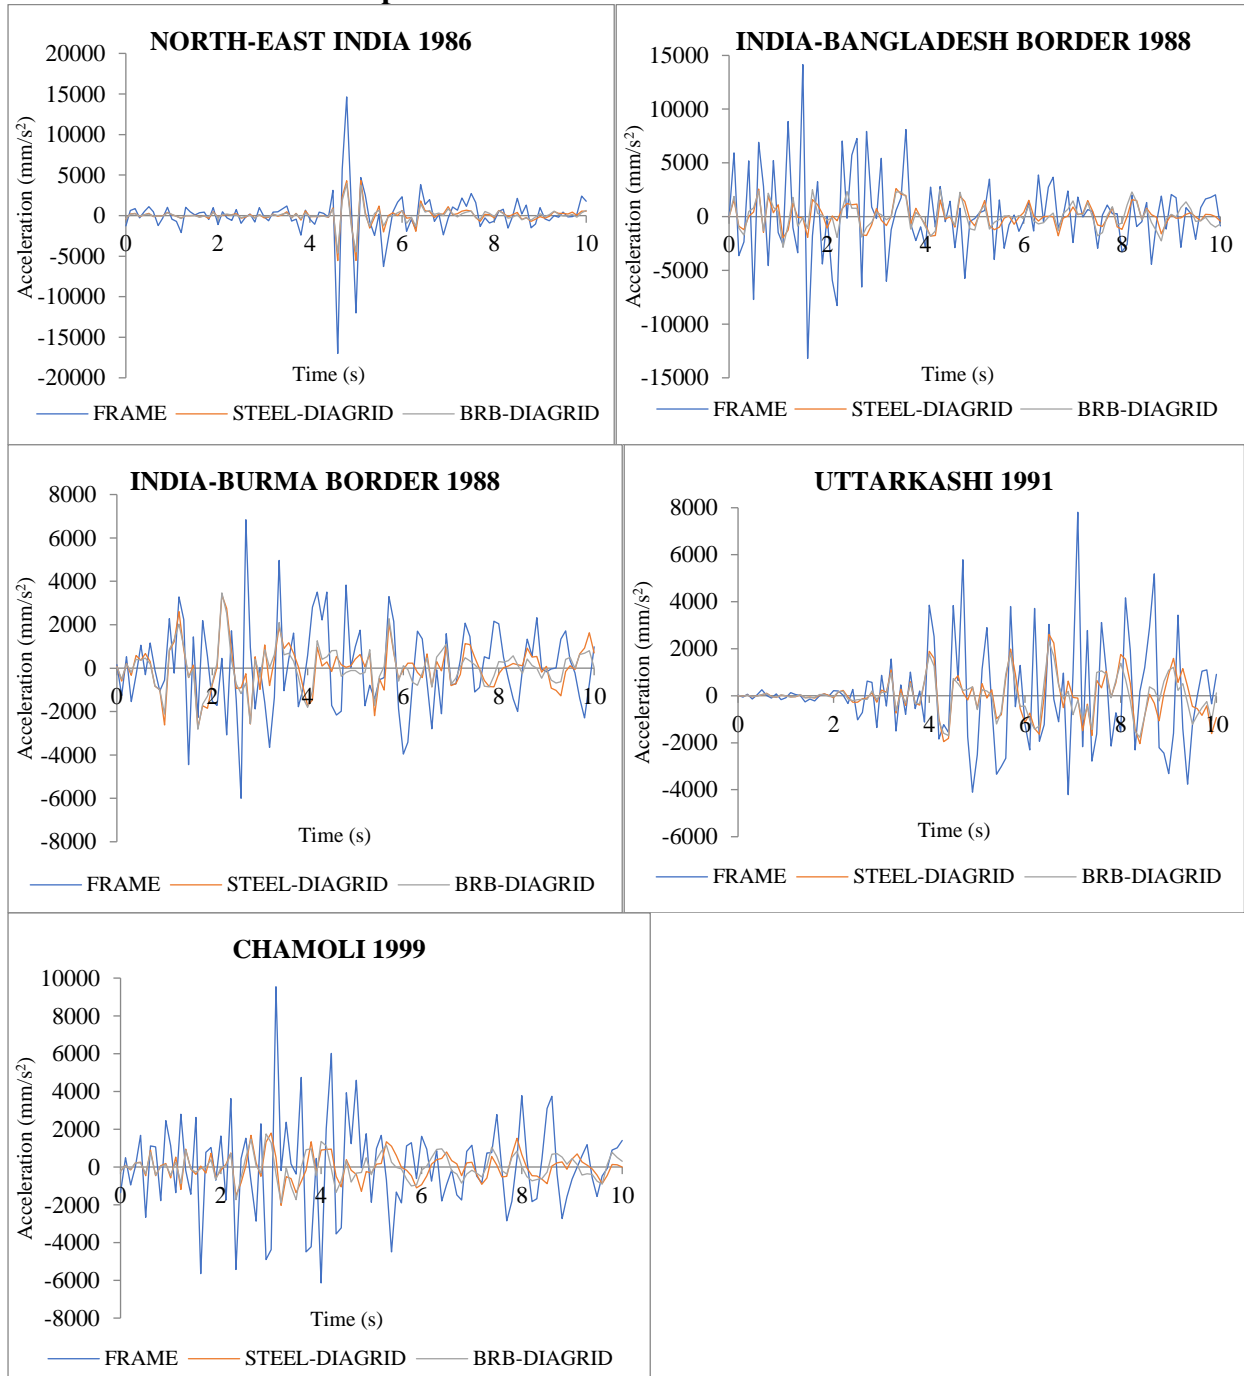 NORTH-EAST INDIA 1986
20000
15000
10000
5000
0
-5000
-10000
-15000
-20000
0 2 4 6 8 10
Acceleration (mm/s²)
Time (s)
FRAME STEEL-DIAGRID BRB-DIAGRID
INDIA-BANGLADESH BORDER 1988
15000
10000
5000
0
-5000
-10000
-15000
0 2 4 6 8 10
Acceleration (mm/s²)
Time (s)
FRAME STEEL-DIAGRID BRB-DIAGRID
INDIA-BURMA BORDER 1988
8000
6000
4000
2000
0
-2000
-4000
-6000
-8000
0 2 4 6 8 10
Acceleration (mm/s²)
Time (s)
FRAME STEEL-DIAGRID BRB-DIAGRID
UTTARKASHI 1991
8000
6000
4000
2000
0
-2000
-4000
-6000
0 2 4 6 8 10
Acceleration (mm/s²)
Time (s)
FRAME STEEL-DIAGRID BRB-DIAGRID
CHAMOLI 1999
10000
8000
6000
4000
2000
0
-2000
-4000
-6000
-8000
0 2 4 6 8 10
Acceleration (mm/s²)
Time (s)
FRAME STEEL-DIAGRID BRB-DIAGRID